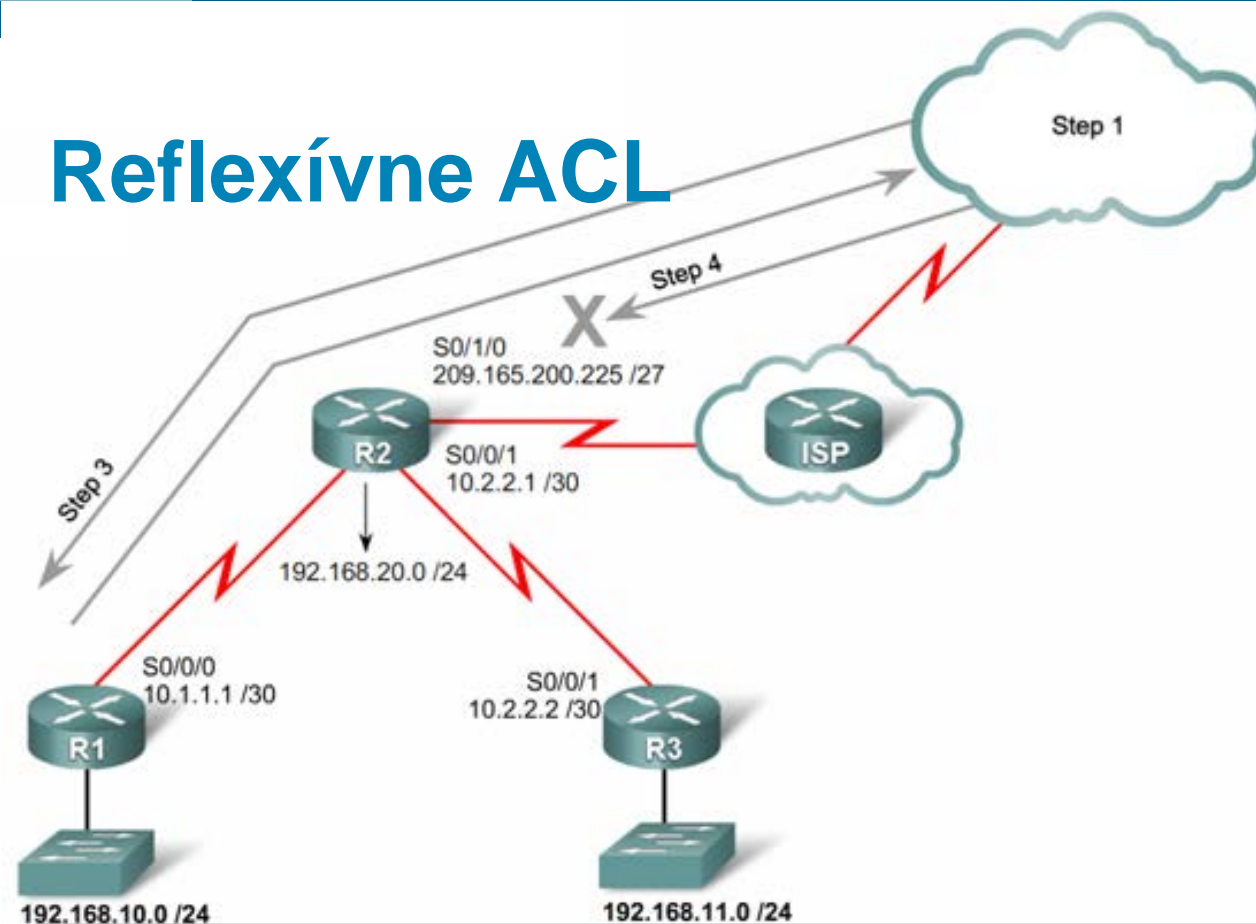 Reflexívne ACL
Step 1
Step 4
X
S0/1/0
209.165.200.225 /27
R2
ISP
S0/0/1
10.2.2.1 /30
Step 3
192.168.20.0 /24
S0/0/0
10.1.1.1 /30
S0/0/1
10.2.2.2 /30
R1
R3
192.168.10.0 /24
192.168.11.0 /24